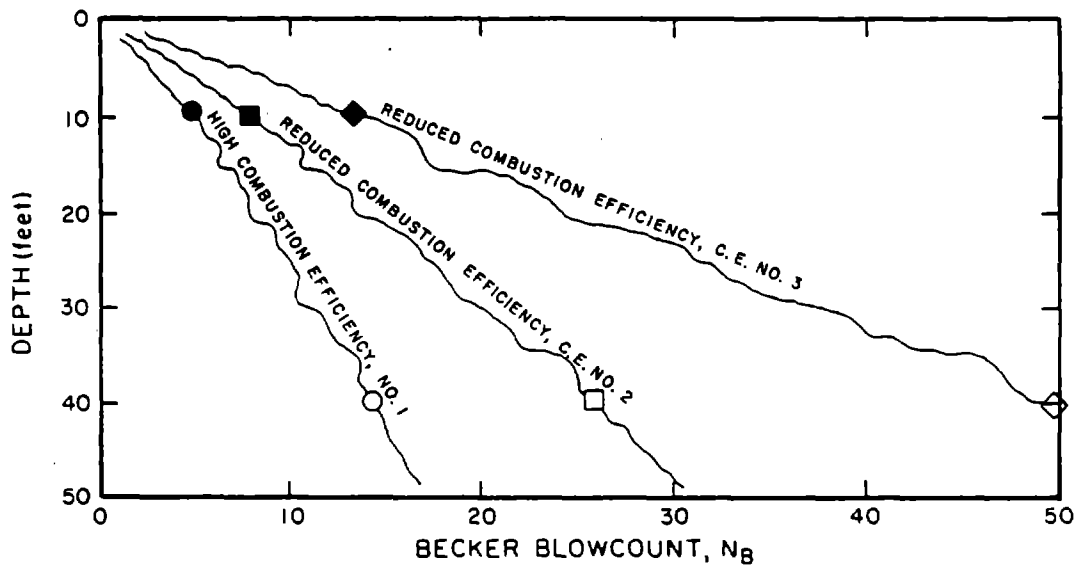 0
10
20
30
40
50
DEPTH (feet)
HIGH COMBUSTION EFFICIENCY, NO. 1
REDUCED COMBUSTION EFFICIENCY, C.E. NO. 2
REDUCED COMBUSTION EFFICIENCY, C.E. NO. 3
0 10 20 30 40 50
BECKER BLOWCOUNT, NB